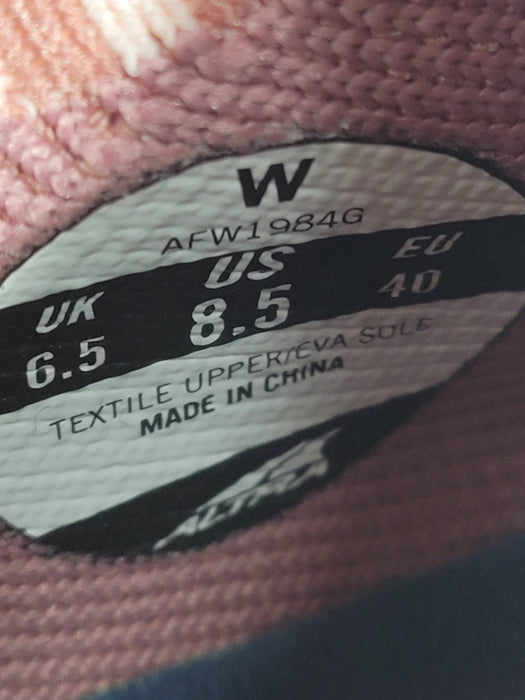 W
AFW1984G
UK US EU
6.5 8.5 40
TEXTILE UPPER/EVA SOLE
MADE IN CHINA
ALTRA